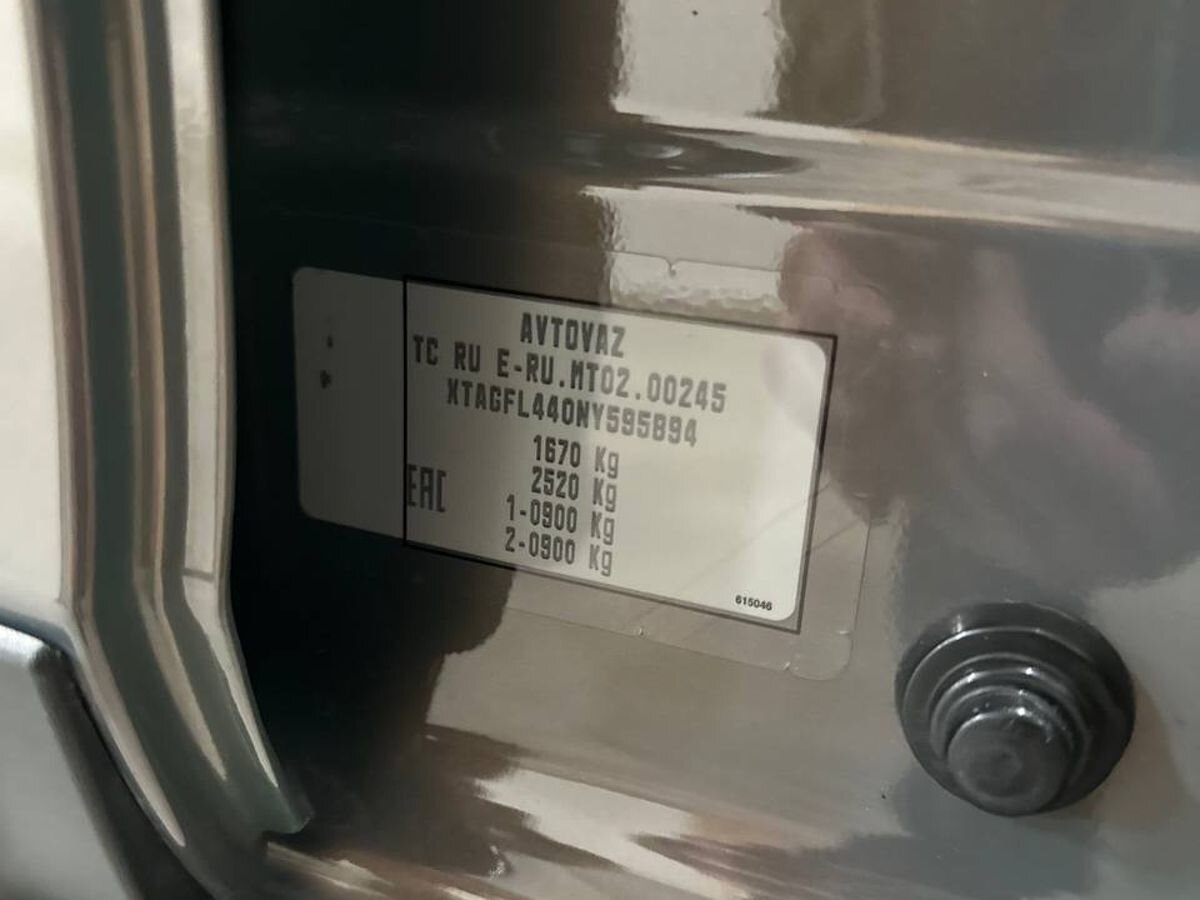 AVTOVAZ
TC RU E-RU.MT02.00245
XTAGFL440NY595894
1670 Kg
2520 Kg
EAC
1-0900 Kg
2-0900 Kg
615046